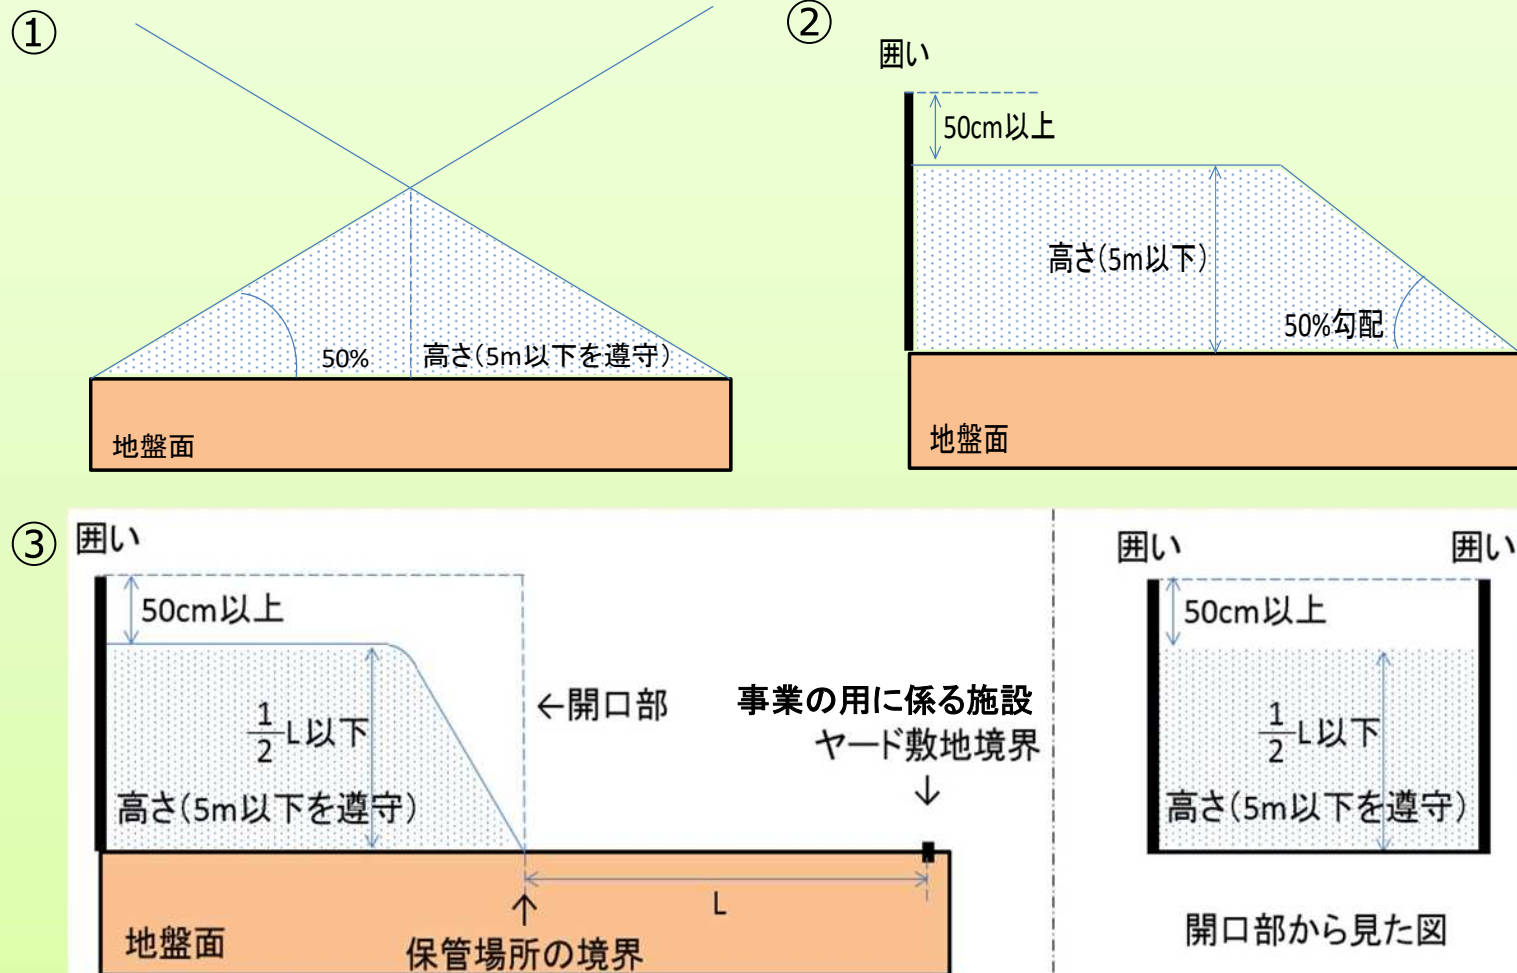 ①
50%
高さ(5m以下を遵守)
地盤面
②
囲い
50cm以上
高さ(5m以下)
50%勾配
地盤面
③
囲い
50cm以上
1/2 L以下
高さ(5m以下を遵守)
←開口部
事業の用に係る施設
ヤード敷地境界
↓
L
↑
地盤面
保管場所の境界
囲い
囲い
50cm以上
1/2 L以下
高さ(5m以下を遵守)
開口部から見た図